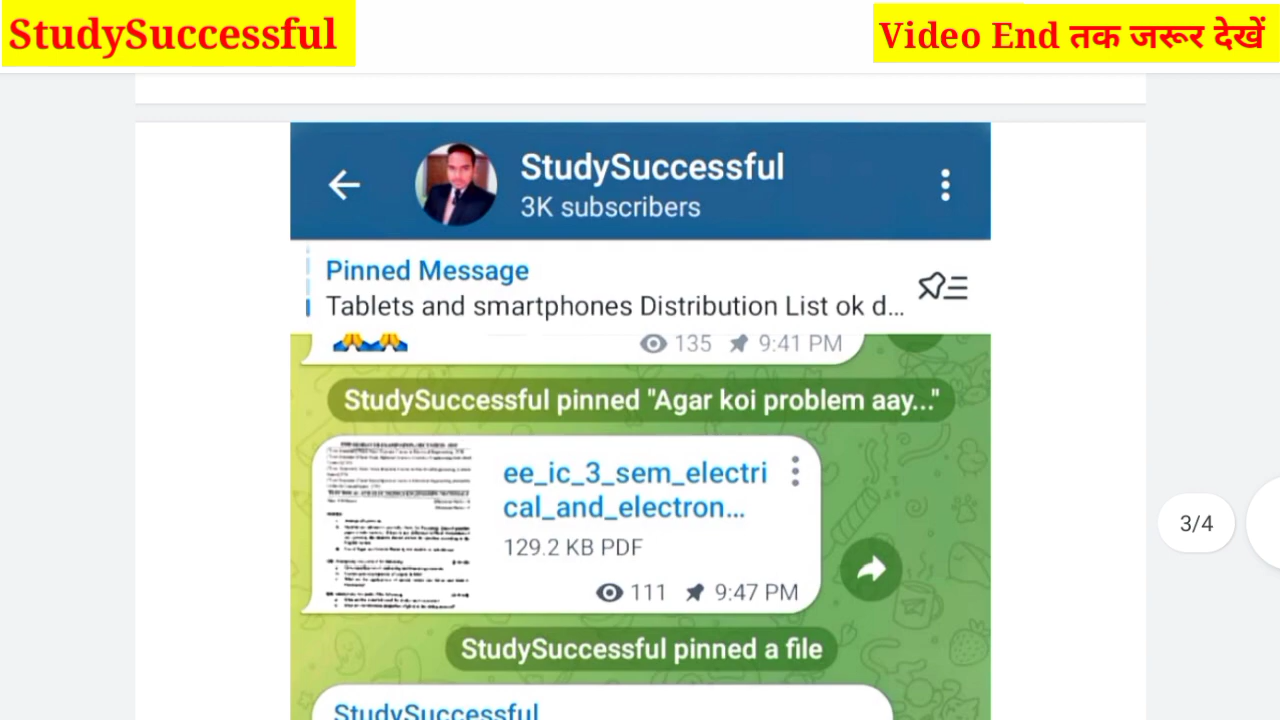 StudySuccessful
Video End तक जरूर देखें
StudySuccessful
3K subscribers
Pinned Message
Tablets and smartphones Distribution List ok d...
135 9:41 PM
StudySuccessful pinned "Agar koi problem aay..."
ee_ic_3_sem_electri
cal_and_electron...
129.2 KB PDF
111 9:47 PM
3/4
StudySuccessful pinned a file
StudySuccessful